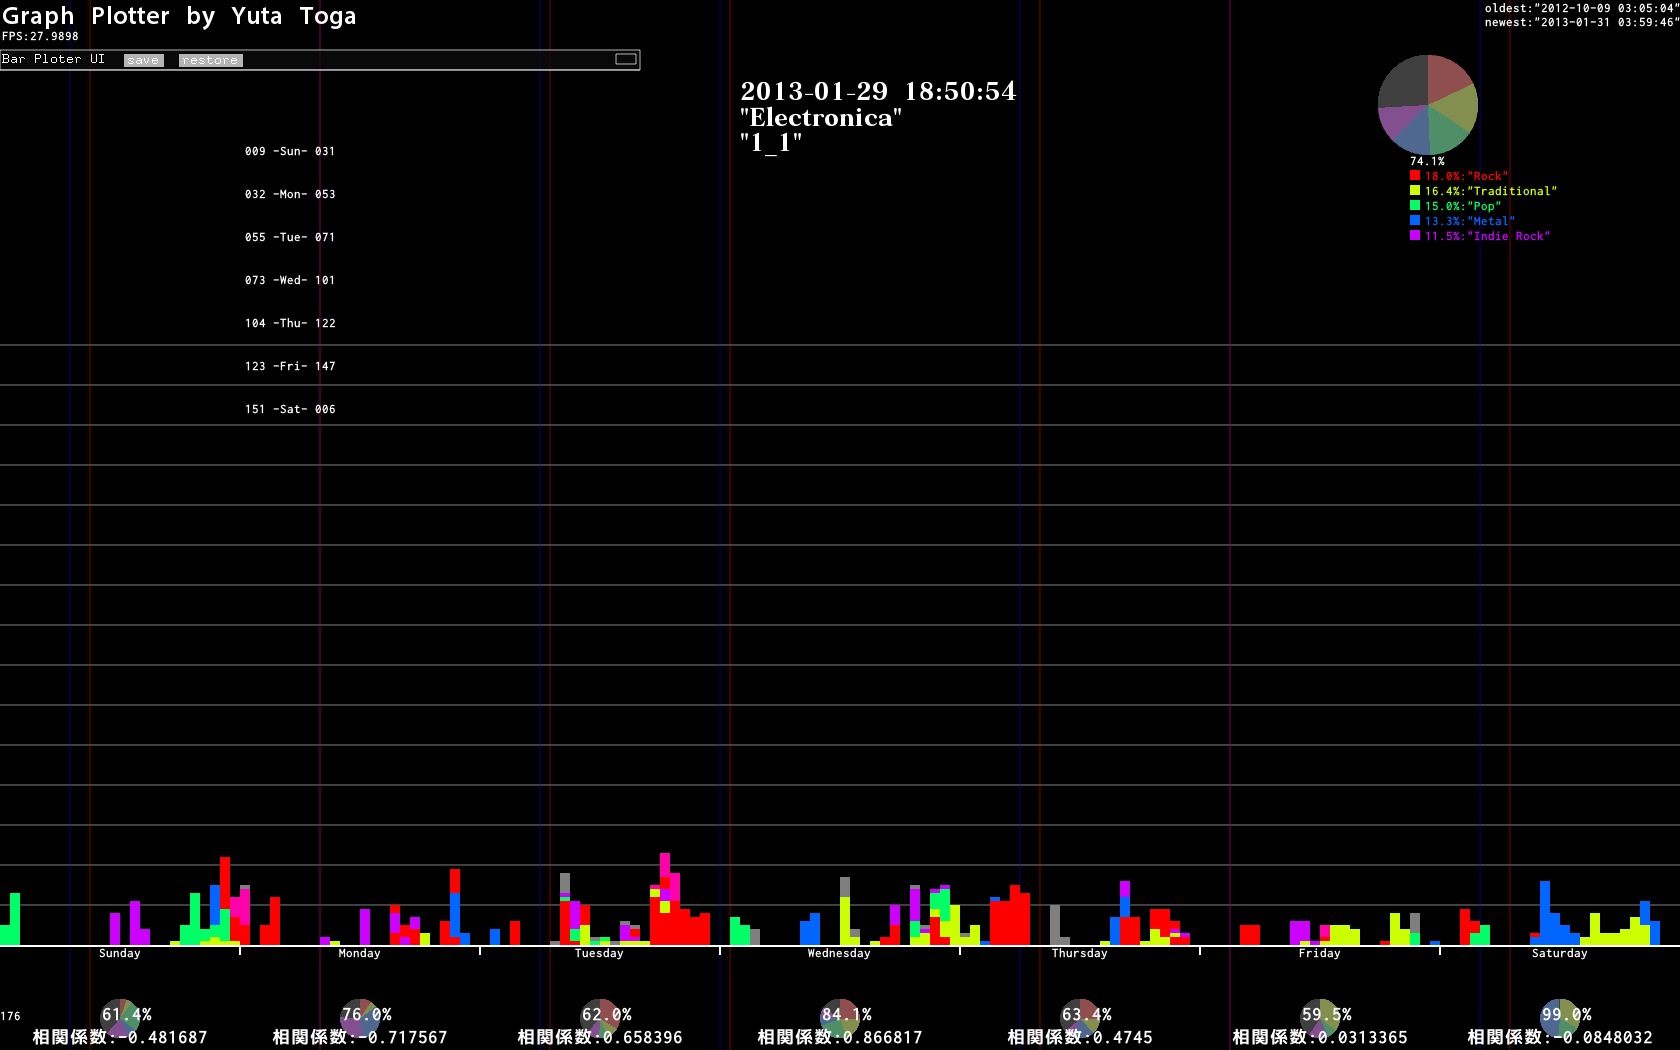 Graph Plotter by Yuta Toga
FPS:27.9898
oldest:"2012-10-09 03:05:04"
newest:"2013-01-31 03:59:46"
Bar Ploter UI save restore
2013-01-29 18:50:54
"Electronica"
"1_1"
009 -Sun- 031
032 -Mon- 053
055 -Tue- 071
073 -Wed- 101
104 -Thu- 122
123 -Fri- 147
151 -Sat- 006
74.1%
18.0%:"Rock"
16.4%:"Traditional"
15.0%:"Pop"
13.3%:"Metal"
11.5%:"Indie Rock"
Sunday Monday Tuesday Wednesday Thursday Friday Saturday
176 61.4% 76.0% 62.0% 84.1% 63.4% 59.5% 99.0%
相関係数:-0.481687 相関係数:-0.717567 相関係数:0.658396 相関係数:0.866817 相関係数:0.4745 相関係数:0.0313365 相関係数:-0.0848032